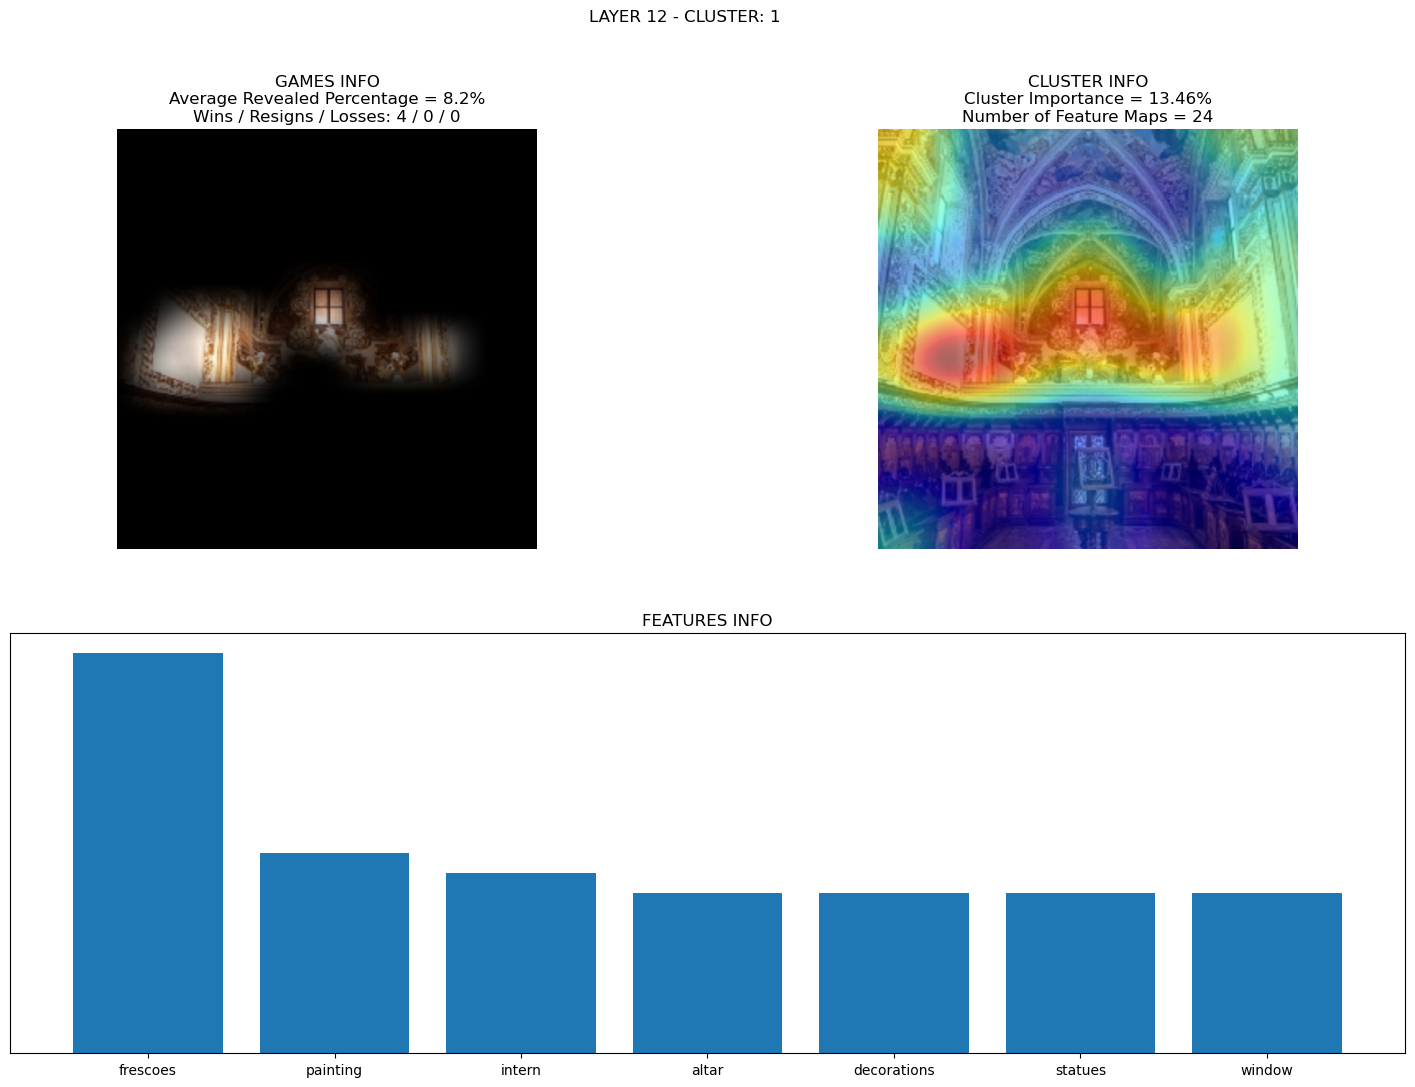 LAYER 12 - CLUSTER: 1
GAMES INFO
Average Revealed Percentage = 8.2%
Wins / Resigns / Losses: 4 / 0 / 0
CLUSTER INFO
Cluster Importance = 13.46%
Number of Feature Maps = 24
FEATURES INFO
frescoes
painting
intern
altar
decorations
statues
window